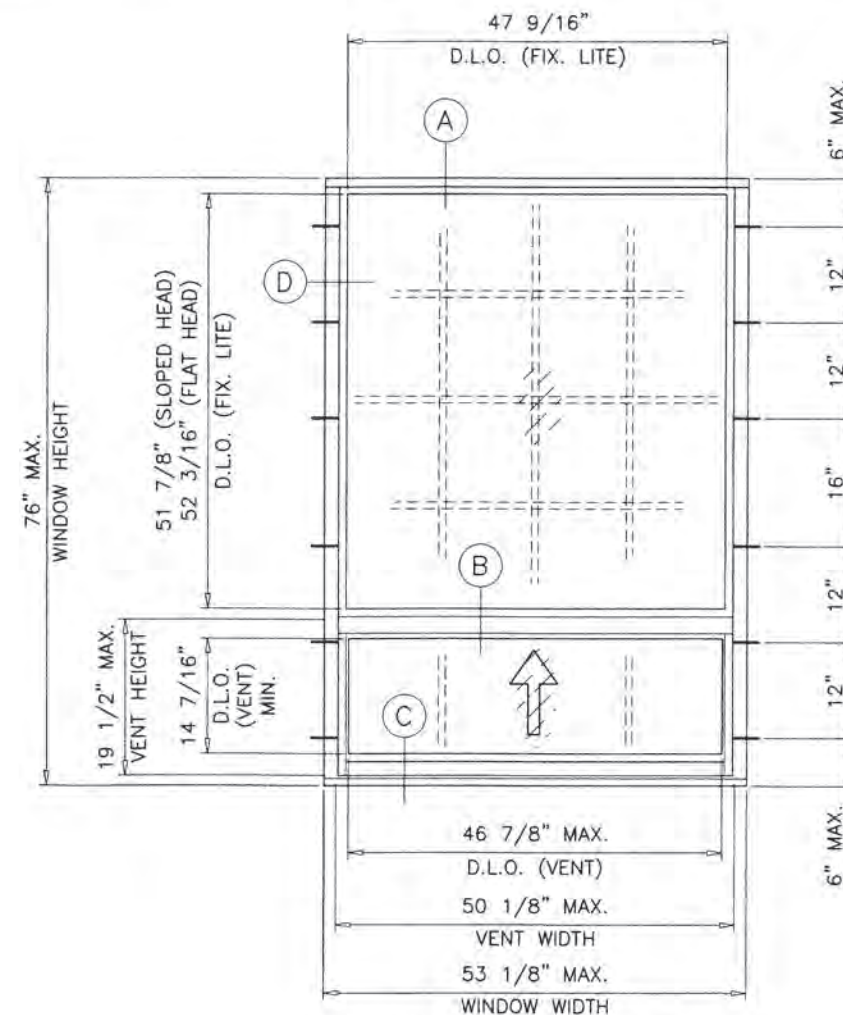 47 9/16"
D.L.O. (FIX. LITE)
6" MAX.
A
D
12"
12"
16"
12"
12"
6" MAX.
76" MAX.
WINDOW HEIGHT
51 7/8" (SLOPED HEAD)
52 3/16" (FLAT HEAD)
D.L.O. (FIX. LITE)
B
19 1/2" MAX.
VENT HEIGHT
14 7/16"
D.L.O.
(VENT)
MIN.
C
46 7/8" MAX.
D.L.O. (VENT)
50 1/8" MAX.
VENT WIDTH
53 1/8" MAX.
WINDOW WIDTH